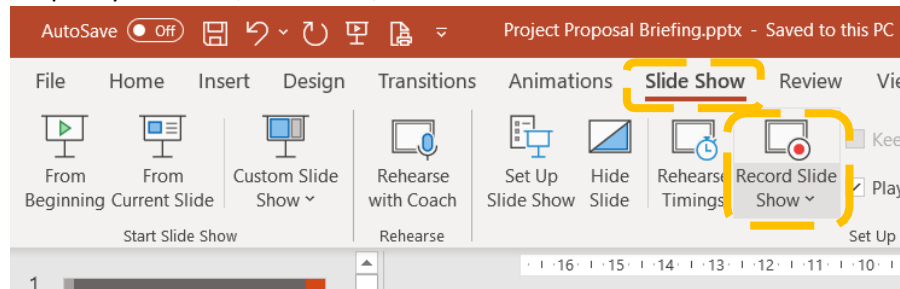 AutoSave Off Project Proposal Briefing.pptx - Saved to this PC
File Home Insert Design Transitions Animations Slide Show Review
From Beginning
From Current Slide
Custom Slide Show
Rehearse with Coach
Set Up Slide Show
Hide Slide
Rehearse Timings
Record Slide Show
Start Slide Show Rehearse Set Up
1 16 15 14 13 12 11 10